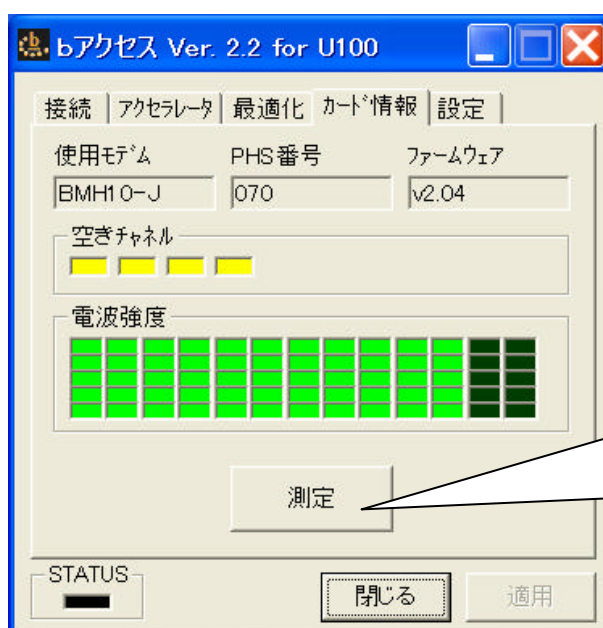 bアクセス Ver. 2.2 for U100
接続 アクセラレータ 最適化 カード情報 設定
使用モデム PHS番号 ファームウェア
BMH10-J 070 v2.04
空きチャネル
電波強度
測定
STATUS
閉じる 適用